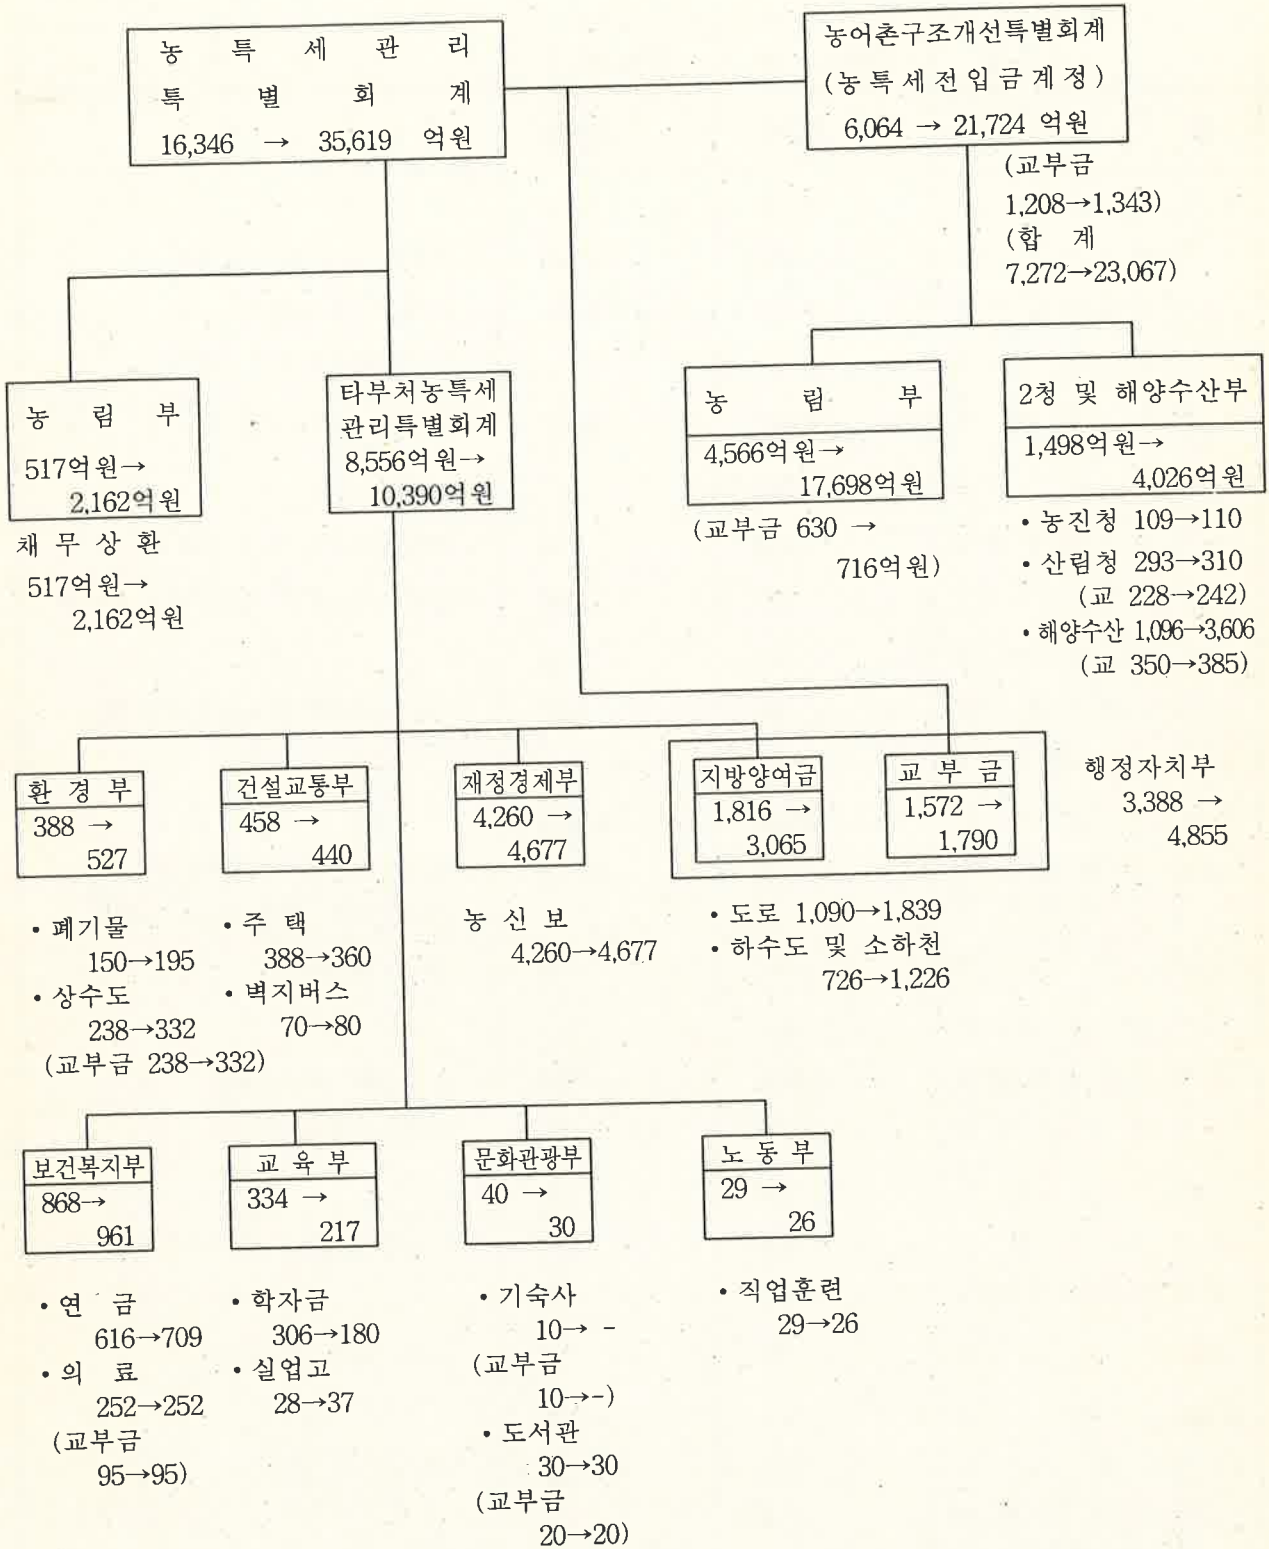 농 특 세 관 리
특 별 회 계
16,346 → 35,619 억원
농어촌구조개선특별회계
(농특세전입금계정)
6,064 → 21,724 억원
(교부금
1,208→1,343)
(합 계
7,272→23,067)
농 림 부
517억원→
2,162억원
채 무 상 환
517억원→
2,162억원
타부처농특세
관리특별회계
8,556억원→
10,390억원
농 림 부
4,566억원→
17,698억원
(교부금 630 →
716억원)
2청 및 해양수산부
1,498억원→
4,026억원
• 농진청 109→110
• 산림청 293→310
(교 228→242)
• 해양수산 1,096→3,606
(교 350→385)
환 경 부
388 →
527
• 폐기물
150→195
• 상수도
238→332
(교부금 238→332)
건설교통부
458 →
440
• 주 택
388→360
• 벽지버스
70→80
재정경제부
4,260 →
4,677
농 신 보
4,260→4,677
지방양여금
1,816 →
3,065
교 부 금
1,572 →
1,790
• 도로 1,090→1,839
• 하수도 및 소하천
726→1,226
행정자치부
3,388 →
4,855
보건복지부
868→
961
• 연 금
616→709
• 의 료
252→252
(교부금
95→95)
교 육 부
334 →
217
• 학자금
306→180
• 실업고
28→37
문화관광부
40 →
30
• 기숙사
10→ -
(교부금
10→-)
• 도서관
30→30
(교부금
20→20)
노 동 부
29 →
26
• 직업훈련
29→26